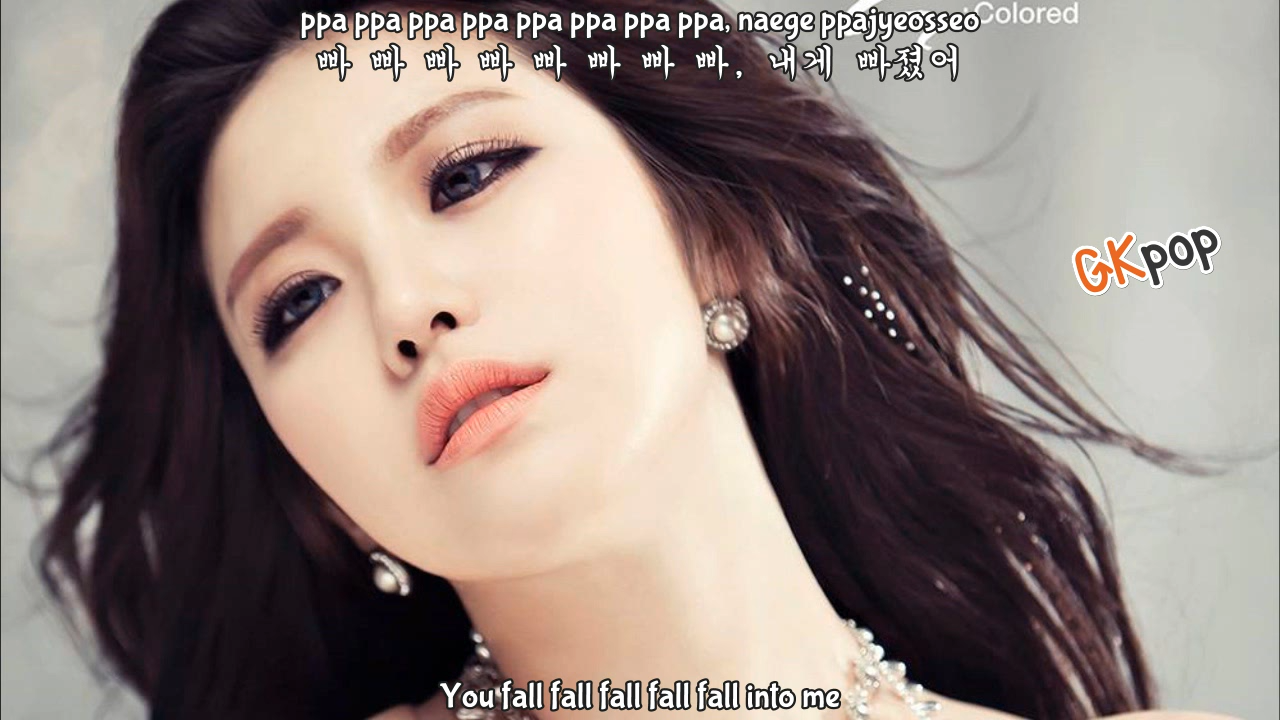 ppa ppa ppa ppa ppa ppa ppa ppa, naege ppajyeosseo
Colored
빠 빠 빠 빠 빠 빠 빠 빠, 내게 빠졌어
GKpop
You fall fall fall fall fall into me